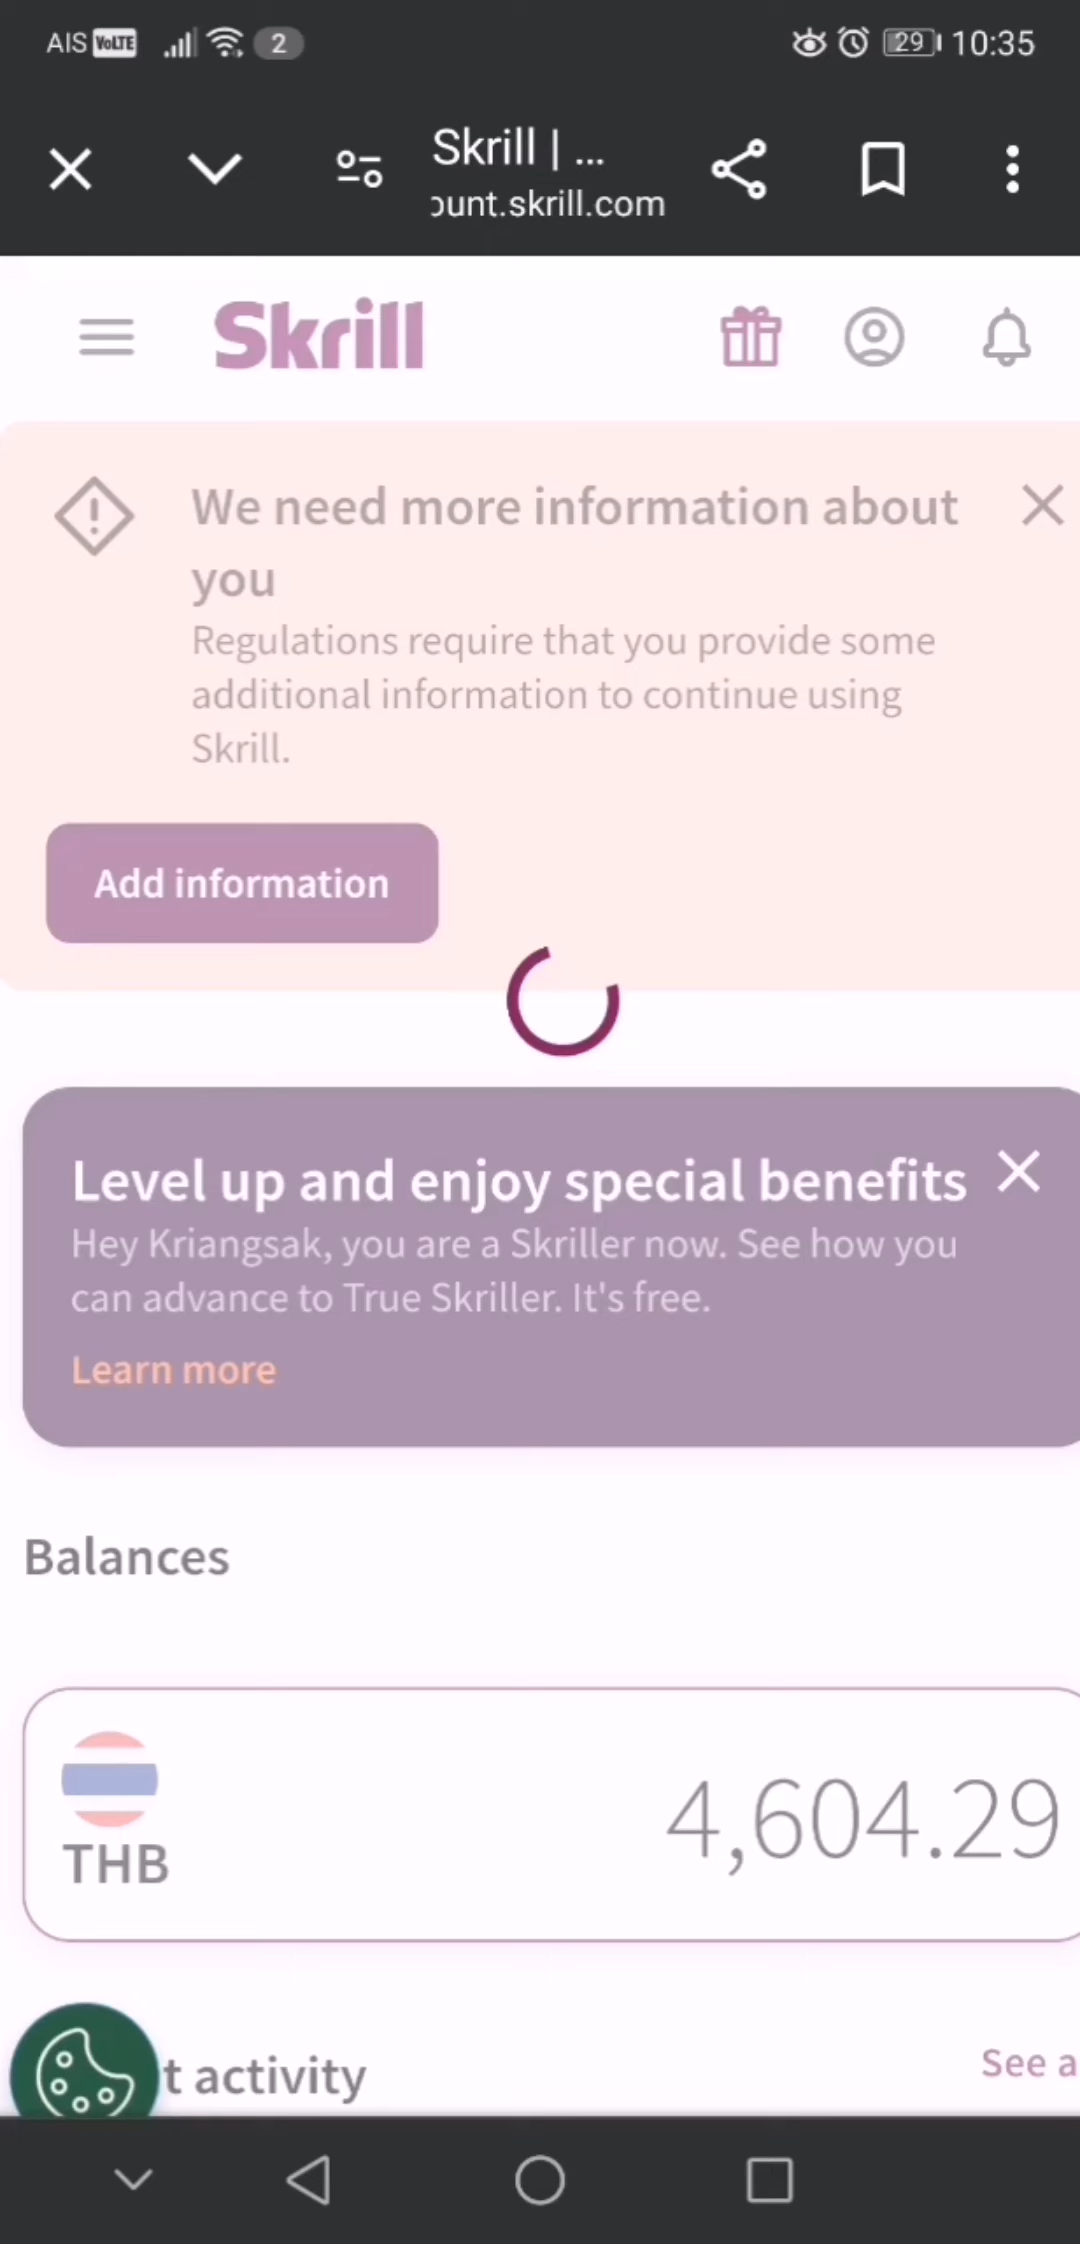 AIS VoLTE 2 29 10:35
Skrill | ...
ount.skrill.com
Skrill
We need more information about
you
Regulations require that you provide some
additional information to continue using
Skrill.
Add information
Level up and enjoy special benefits
Hey Kriangsak, you are a Skriller now. See how you
can advance to True Skriller. It's free.
Learn more
Balances
4,604.29
THB
t activity
See a